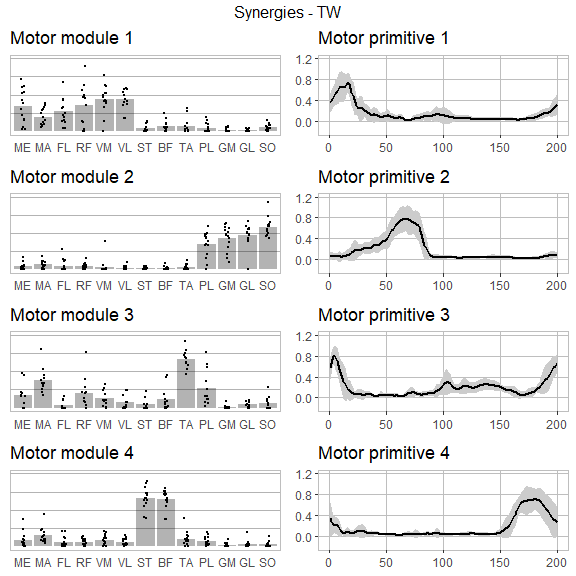 Synergies - TW
Motor module 1
Motor primitive 1
1.2
0.8
0.4
0.0
ME MA FL RF VM VL ST BF TA PL GM GL SO
0 50 100 150 200
Motor module 2
Motor primitive 2
1.2
0.8
0.4
0.0
ME MA FL RF VM VL ST BF TA PL GM GL SO
0 50 100 150 200
Motor module 3
Motor primitive 3
1.2
0.8
0.4
0.0
ME MA FL RF VM VL ST BF TA PL GM GL SO
0 50 100 150 200
Motor module 4
Motor primitive 4
1.2
0.8
0.4
0.0
ME MA FL RF VM VL ST BF TA PL GM GL SO
0 50 100 150 200